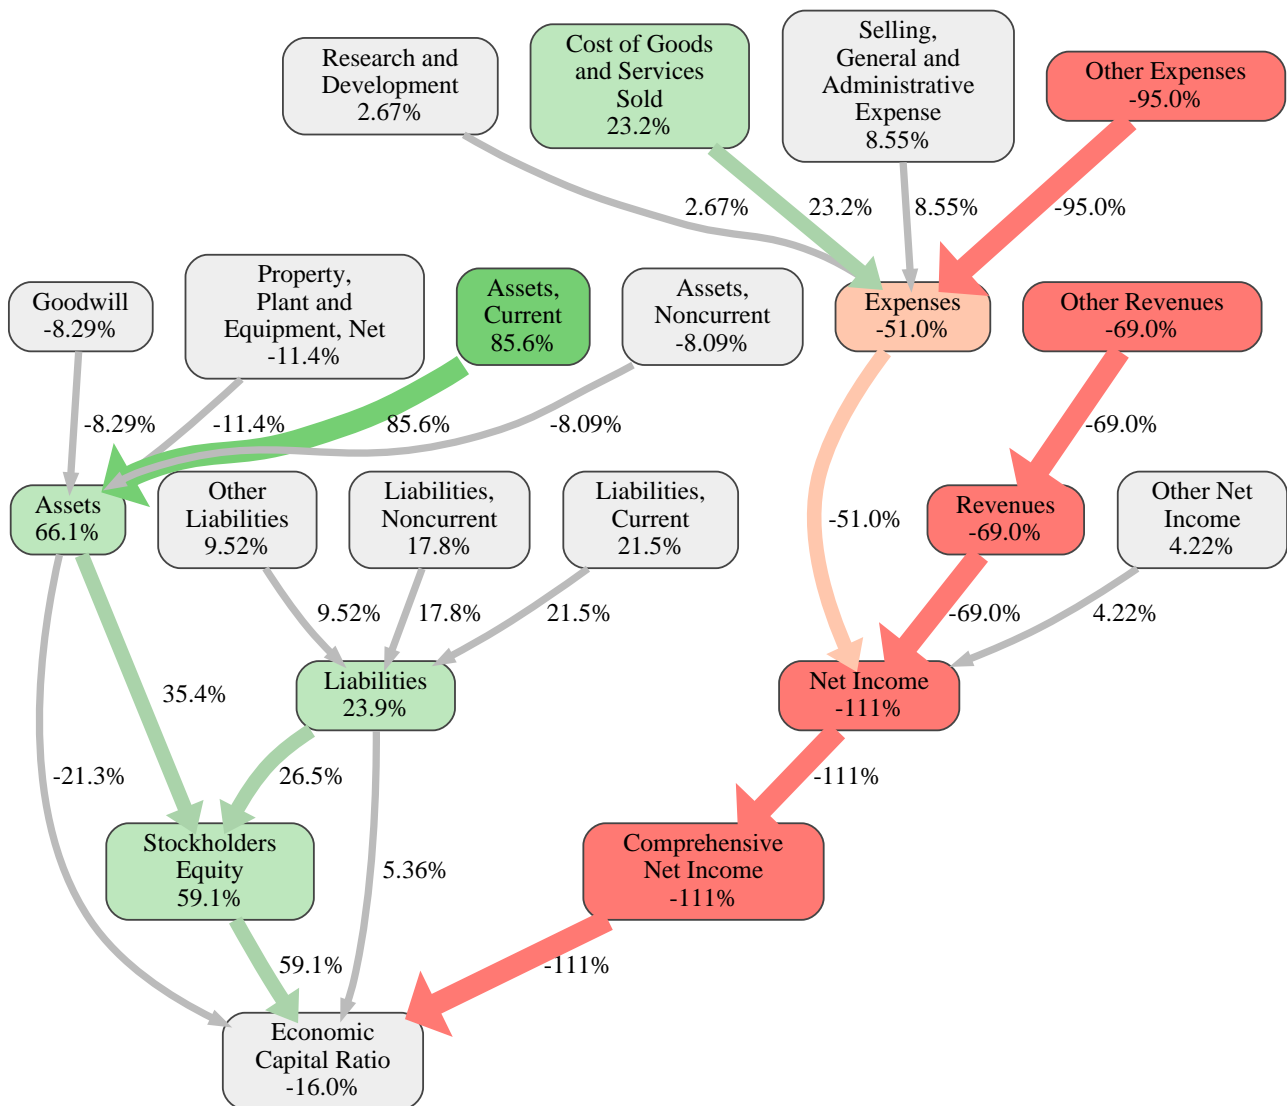 Research and
Development
2.67%
Cost of Goods
and Services
Sold
23.2%
Selling,
General and
Administrative
Expense
8.55%
Other Expenses
-95.0%
2.67%
23.2%
8.55%
-95.0%
Goodwill
-8.29%
Property,
Plant and
Equipment, Net
-11.4%
Assets,
Current
85.6%
Assets,
Noncurrent
-8.09%
Expenses
-51.0%
Other Revenues
-69.0%
-8.29%
-11.4%
85.6%
-8.09%
-69.0%
Assets
66.1%
Other
Liabilities
9.52%
Liabilities,
Noncurrent
17.8%
Liabilities,
Current
21.5%
-51.0%
Revenues
-69.0%
Other Net
Income
4.22%
9.52%
17.8%
21.5%
-69.0%
4.22%
35.4%
Liabilities
23.9%
Net Income
-111%
-21.3%
26.5%
-111%
Stockholders
Equity
59.1%
5.36%
Comprehensive
Net Income
-111%
59.1%
-111%
Economic
Capital Ratio
-16.0%